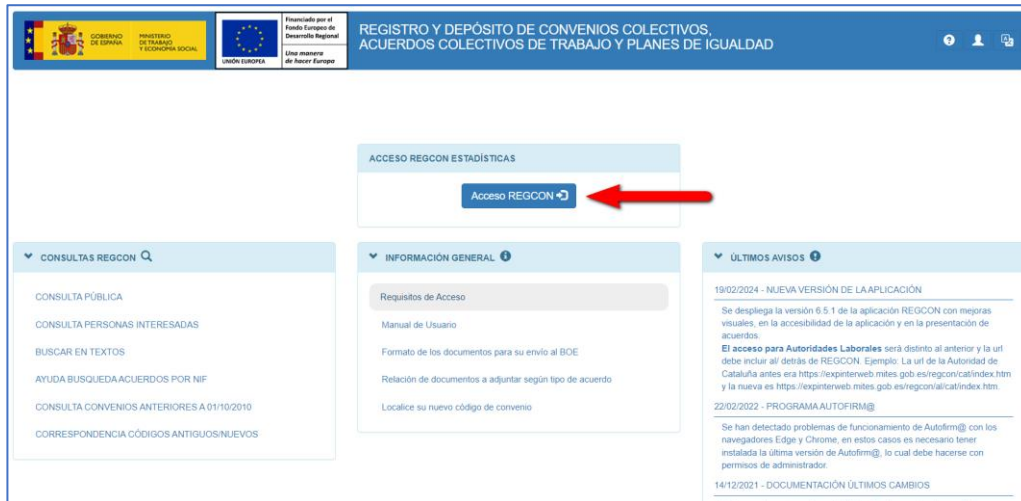 GOBIERNO
DE ESPAÑA
MINISTERIO
DE TRABAJO
Y ECONOMÍA SOCIAL
UNIÓN EUROPEA
Financiado por el
Fondo Europeo de
Desarrollo Regional
Una manera
de hacer Europa
REGISTRO Y DEPÓSITO DE CONVENIOS COLECTIVOS,
ACUERDOS COLECTIVOS DE TRABAJO Y PLANES DE IGUALDAD
ACCESO REGCON ESTADÍSTICAS
Acceso REGCON
CONSULTAS REGCON
CONSULTA PÚBLICA
CONSULTA PERSONAS INTERESADAS
BUSCAR EN TEXTOS
AYUDA BUSQUEDA ACUERDOS POR NIF
CONSULTA CONVENIOS ANTERIORES A 01/10/2010
CORRESPONDENCIA CÓDIGOS ANTIGUOS/NUEVOS
INFORMACIÓN GENERAL
Requisitos de Acceso
Manual de Usuario
Formato de los documentos para su envío al BOE
Relación de documentos a adjuntar según tipo de acuerdo
Localice su nuevo código de convenio
ÚLTIMOS AVISOS
19/02/2024 - NUEVA VERSIÓN DE LA APLICACIÓN
Se despliega la versión 6.5.1 de la aplicación REGCON con mejoras
visuales, en la accesibilidad de la aplicación y en la presentación de
acuerdos.
El acceso para Autoridades Laborales será distinto al anterior y la url
debe incluir al/ detrás de REGCON. Ejemplo: La url de la Autoridad de
Cataluña antes era https://expinterweb.mites.gob.es/regcon/cat/index.htm
y la nueva es https://expinterweb.mites.gob.es/regcon/al/cat/index.htm.
22/02/2022 - PROGRAMA AUTOFIRM@
Se han detectado problemas de funcionamiento de Autofirm@ con los
navegadores Edge y Chrome, en estos casos es necesario tener
instalada la última versión de Autofirm@, lo cual debe hacerse con
permisos de administrador.
14/12/2021 - DOCUMENTACIÓN ÚLTIMOS CAMBIOS